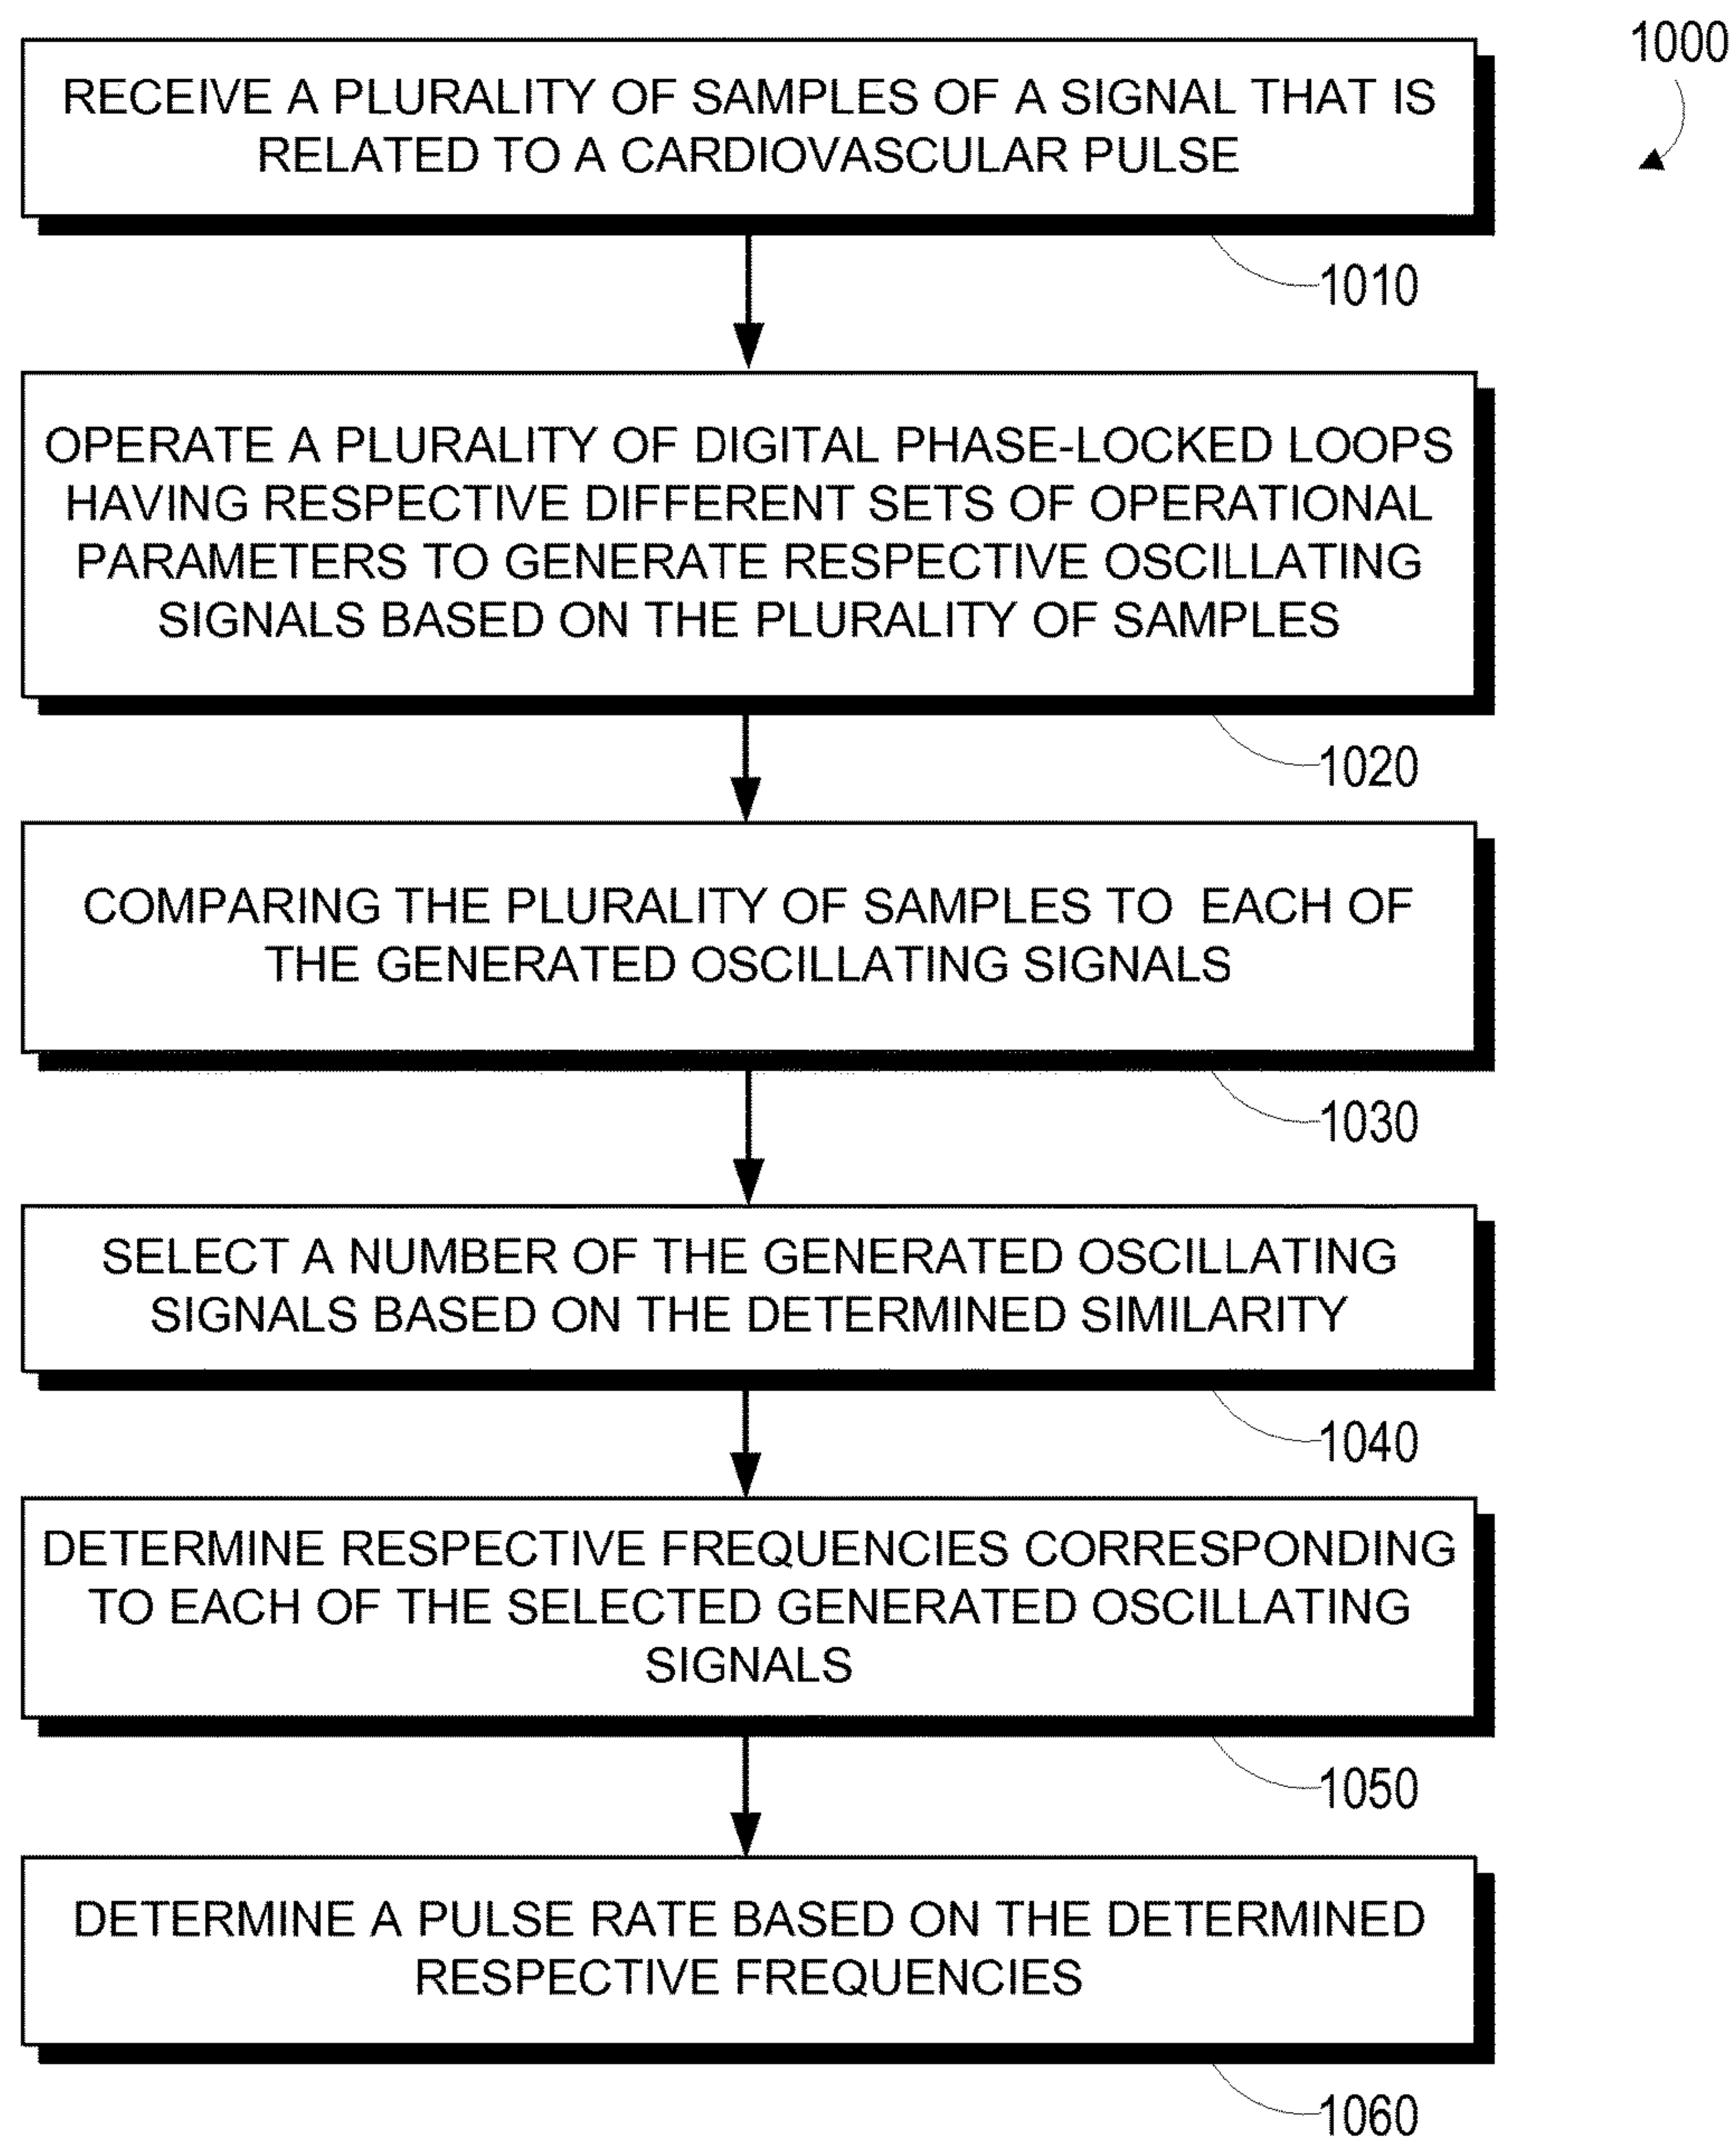 1000
RECEIVE A PLURALITY OF SAMPLES OF A SIGNAL THAT IS
RELATED TO A CARDIOVASCULAR PULSE
1010
OPERATE A PLURALITY OF DIGITAL PHASE-LOCKED LOOPS
HAVING RESPECTIVE DIFFERENT SETS OF OPERATIONAL
PARAMETERS TO GENERATE RESPECTIVE OSCILLATING
SIGNALS BASED ON THE PLURALITY OF SAMPLES
1020
COMPARING THE PLURALITY OF SAMPLES TO EACH OF
THE GENERATED OSCILLATING SIGNALS
1030
SELECT A NUMBER OF THE GENERATED OSCILLATING
SIGNALS BASED ON THE DETERMINED SIMILARITY
1040
DETERMINE RESPECTIVE FREQUENCIES CORRESPONDING
TO EACH OF THE SELECTED GENERATED OSCILLATING
SIGNALS
1050
DETERMINE A PULSE RATE BASED ON THE DETERMINED
RESPECTIVE FREQUENCIES
1060